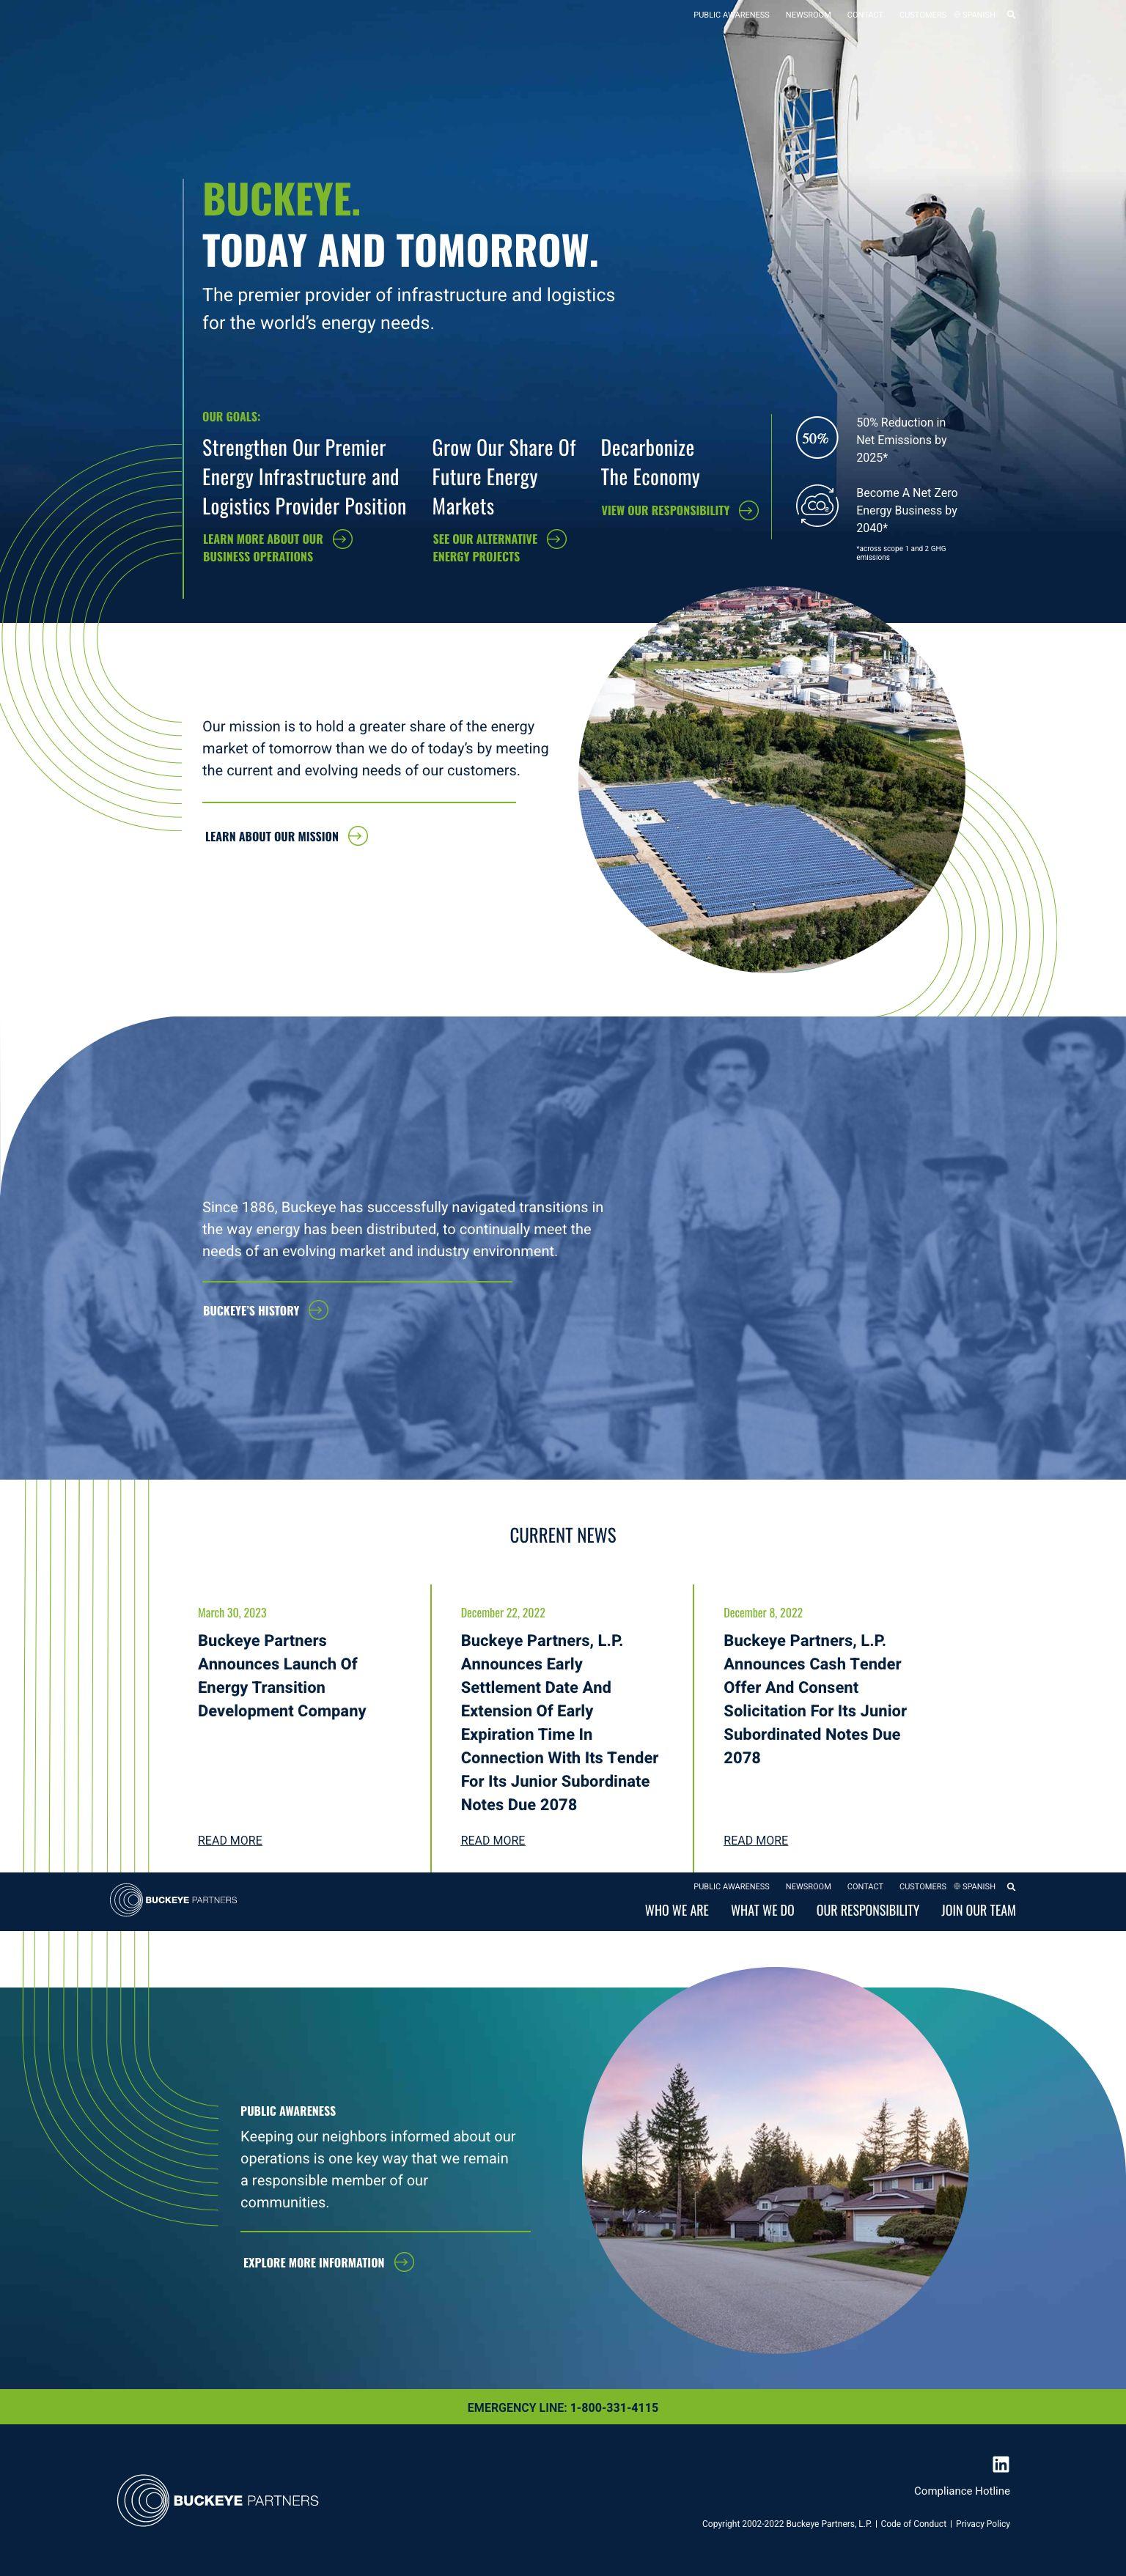 PUBLIC AWARENESS NEWSROOM CONTACT CUSTOMERS SPANISH
BUCKEYE.
TODAY AND TOMORROW.
The premier provider of infrastructure and logistics
for the world's energy needs.
OUR GOALS:
Strengthen Our Premier
Energy Infrastructure and
Logistics Provider Position
LEARN MORE ABOUT OUR
BUSINESS OPERATIONS
Grow Our Share Of
Future Energy
Markets
SEE OUR ALTERNATIVE
ENERGY PROJECTS
Decarbonize
The Economy
VIEW OUR RESPONSIBILITY
50%
50% Reduction in
Net Emissions by
2025*
CO2
Become A Net Zero
Energy Business by
2040*
*across scope 1 and 2 GHG
emissions
Our mission is to hold a greater share of the energy
market of tomorrow than we do of today's by meeting
the current and evolving needs of our customers.
LEARN ABOUT OUR MISSION
Since 1886, Buckeye has successfully navigated transitions in
the way energy has been distributed, to continually meet the
needs of an evolving market and industry environment.
BUCKEYE'S HISTORY
CURRENT NEWS
March 30, 2023
Buckeye Partners
Announces Launch Of
Energy Transition
Development Company
READ MORE
December 22, 2022
Buckeye Partners, L.P.
Announces Early
Settlement Date And
Extension Of Early
Expiration Time In
Connection With Its Tender
For Its Junior Subordinate
Notes Due 2078
READ MORE
December 8, 2022
Buckeye Partners, L.P.
Announces Cash Tender
Offer And Consent
Solicitation For Its Junior
Subordinated Notes Due
2078
READ MORE
BUCKEYE PARTNERS
PUBLIC AWARENESS NEWSROOM CONTACT CUSTOMERS SPANISH
WHO WE ARE WHAT WE DO OUR RESPONSIBILITY JOIN OUR TEAM
PUBLIC AWARENESS
Keeping our neighbors informed about our
operations is one key way that we remain
a responsible member of our
communities.
EXPLORE MORE INFORMATION
EMERGENCY LINE: 1-800-331-4115
BUCKEYE PARTNERS
in
Compliance Hotline
Copyright 2002-2022 Buckeye Partners, L.P. | Code of Conduct | Privacy Policy